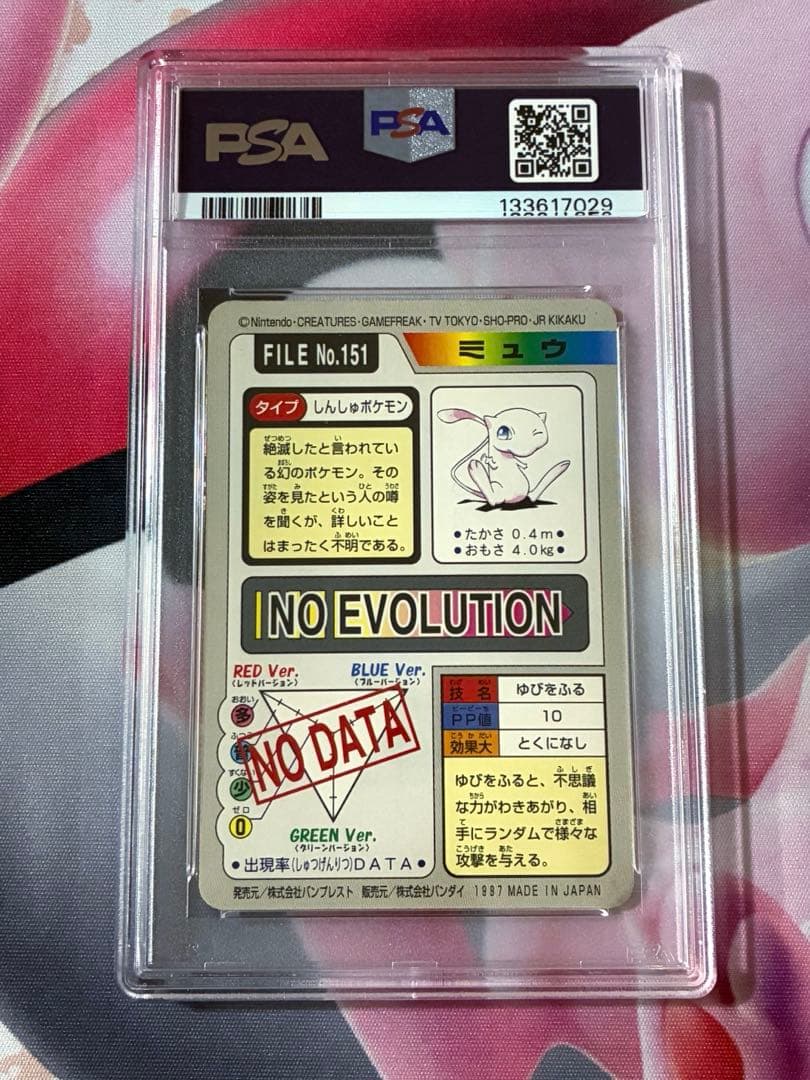 PSA
PSA
133617029
©Nintendo・CREATURES・GAMEFREAK・TV TOKYO・SHO-PRO・JR KIKAKU
FILE No.151
ミュウ
タイプ しんしゅポケモン
絶滅したと言われてい
る幻のポケモン。その
姿を見たという人の噂
を聞くが、詳しいこと
はまったく不明である。
●たかさ 0.4m●
●おもさ 4.0kg●
NO EVOLUTION
RED Ver.
(レッドバージョン)
BLUE Ver.
(ブルーバージョン)
おおい
多
すくない
少
ゼロ
0
NO DATA
GREEN Ver.
(グリーンバージョン)
●出現率(しゅつげんりつ)DATA●
技名 ゆびをふる
PP値 10
効果大 とくになし
ゆびをふると、不思議
な力がわきあがり、相
手にランダムで様々な
攻撃を与える。
発売元/株式会社バンプレスト 販売元/株式会社バンダイ 1997 MADE IN JAPAN